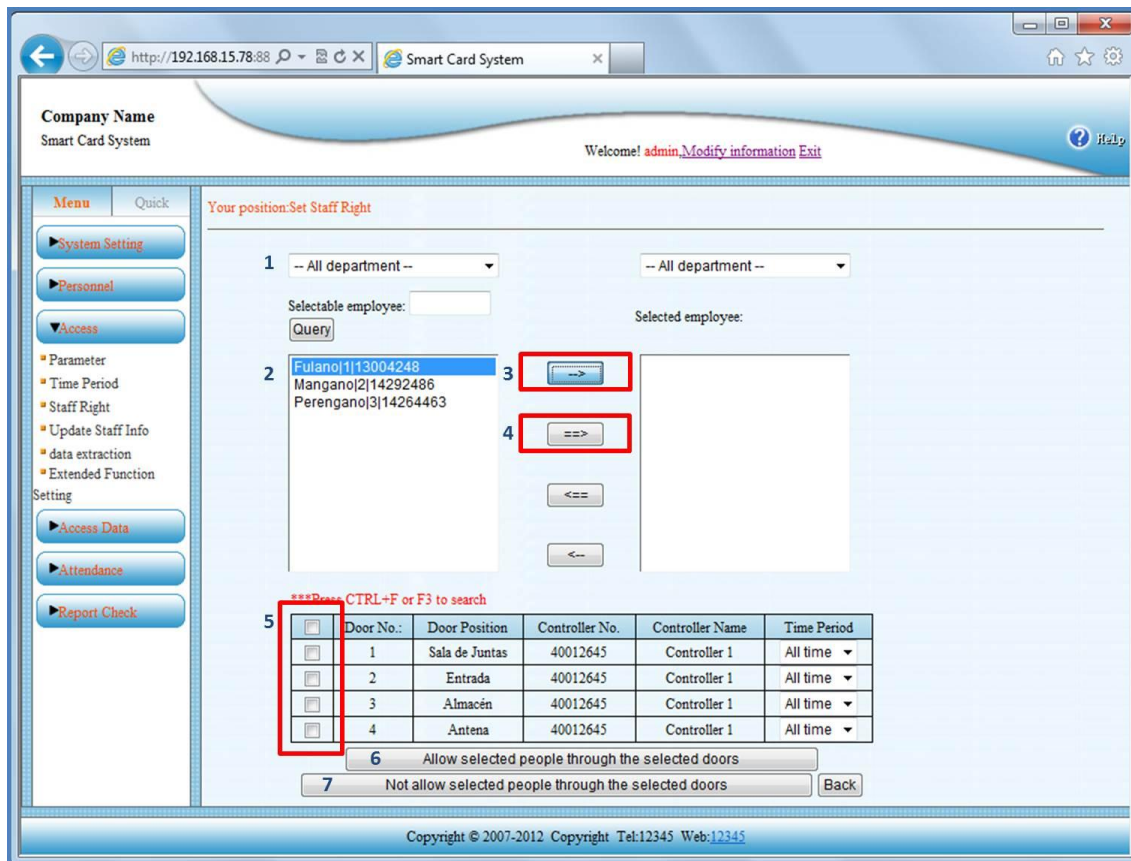 http://192.168.15.78:88
Smart Card System
Company Name
Smart Card System
Welcome! admin,Modify information Exit
Help
Menu Quick
Your position:Set Staff Right
System Setting
Personnel
Access
Parameter
Time Period
Staff Right
Update Staff Info
data extraction
Extended Function
Setting
Access Data
Attendance
Report Check
1 -- All department -- -- All department --
Selectable employee:
Selected employee:
Query
2 Fulano|1|13004248
Mangano|2|14292486
Perengano|3|14264463
3 -->
4 ==>
<==
<--
***Press CTRL+F or F3 to search
5 Door No.: Door Position Controller No. Controller Name Time Period
1 Sala de Juntas 40012645 Controller 1 All time
2 Entrada 40012645 Controller 1 All time
3 Almacén 40012645 Controller 1 All time
4 Antena 40012645 Controller 1 All time
6 Allow selected people through the selected doors
7 Not allow selected people through the selected doors Back
Copyright © 2007-2012 Copyright Tel:12345 Web:12345